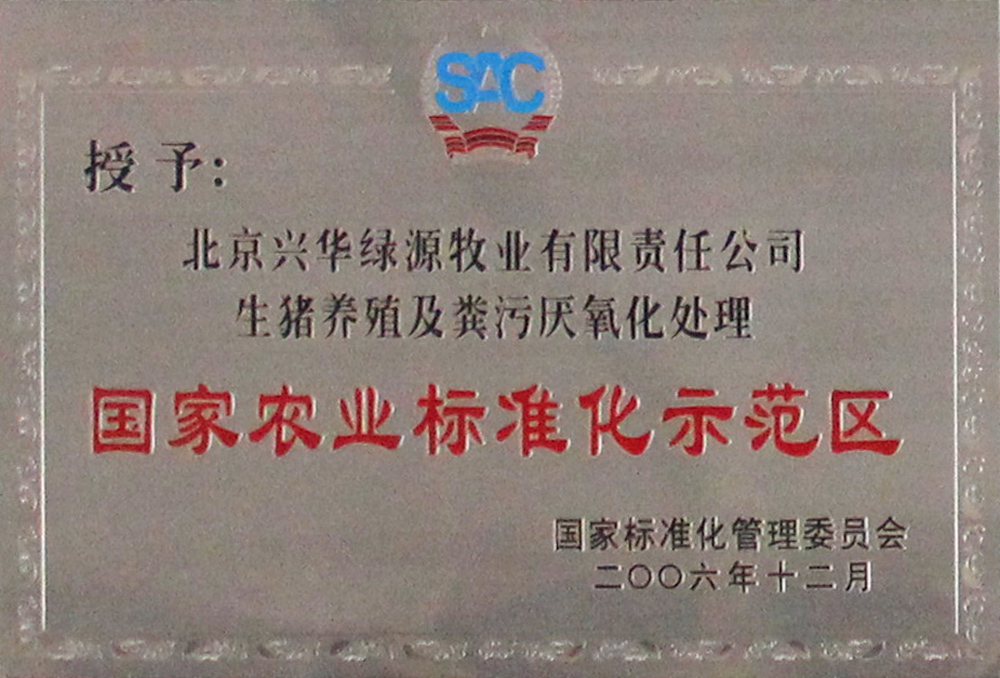 SAC
授予：
北京兴华绿源牧业有限责任公司
生猪养殖及粪污厌氧化处理
国家农业标准化示范区
国家标准化管理委员会
二〇〇六年十二月